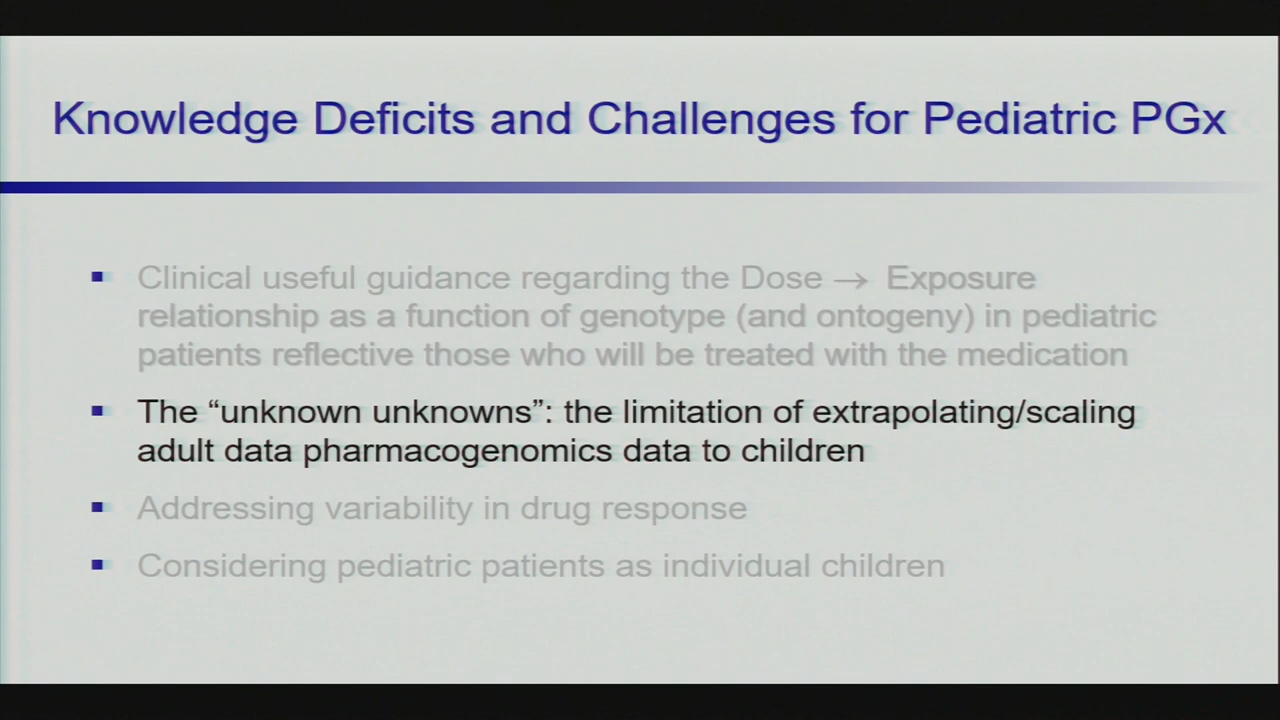 Knowledge Deficits and Challenges for Pediatric PGx
▪ Clinical useful guidance regarding the Dose → Exposure
relationship as a function of genotype (and ontogeny) in pediatric
patients reflective those who will be treated with the medication
▪ The “unknown unknowns”: the limitation of extrapolating/scaling
adult data pharmacogenomics data to children
▪ Addressing variability in drug response
▪ Considering pediatric patients as individual children